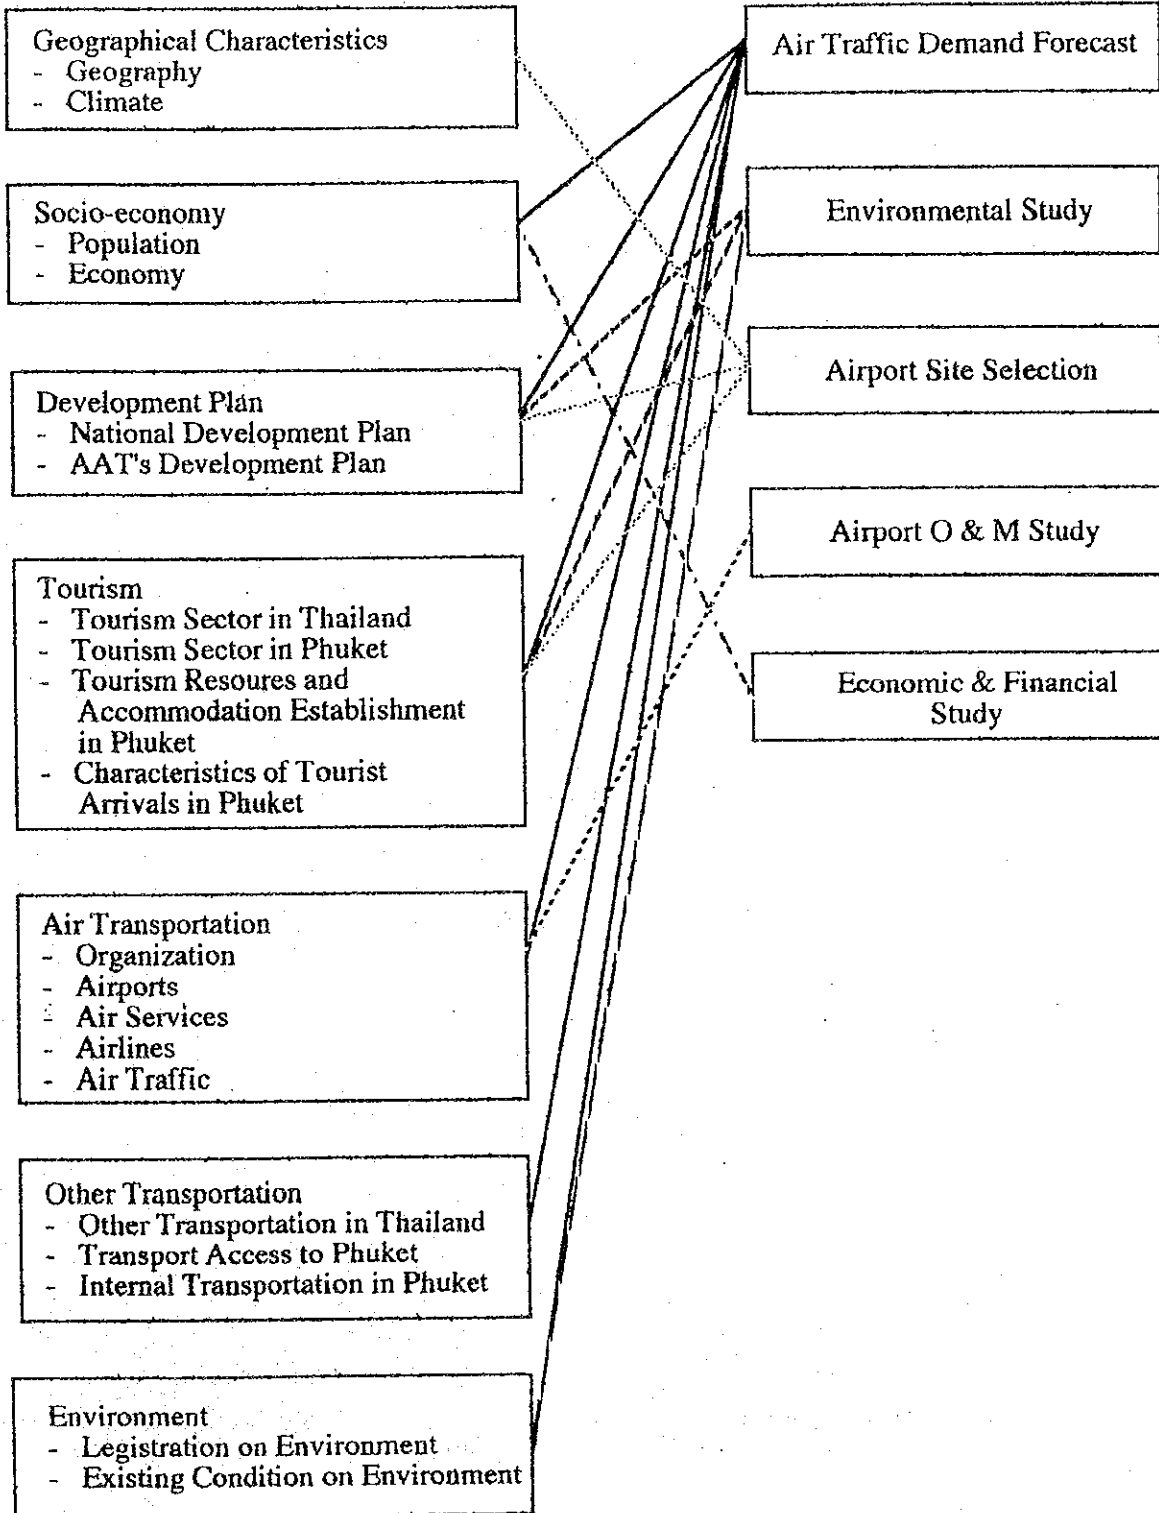 Geographical Characteristics
- Geography
- Climate
Socio-economy
- Population
- Economy
Development Plan
- National Development Plan
- AAT's Development Plan
Tourism
- Tourism Sector in Thailand
- Tourism Sector in Phuket
- Tourism Resoures and
Accommodation Establishment
in Phuket
- Characteristics of Tourist
Arrivals in Phuket
Air Transportation
- Organization
- Airports
- Air Services
- Airlines
- Air Traffic
Other Transportation
- Other Transportation in Thailand
- Transport Access to Phuket
- Internal Transportation in Phuket
Environment
- Legistration on Environment
- Existing Condition on Environment
Air Traffic Demand Forecast
Environmental Study
Airport Site Selection
Airport O & M Study
Economic & Financial
Study